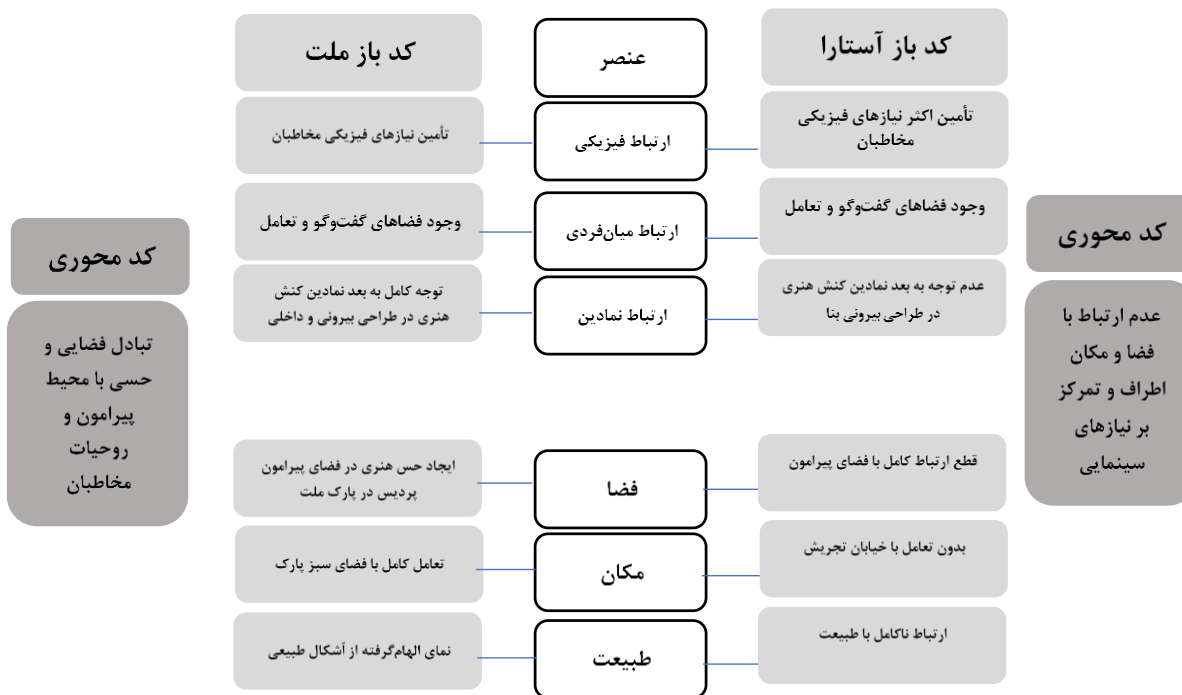 کد باز آستارا
عنصر
کد باز ملت
تأمین اکثر نیازهای فیزیکی
مخاطبان
ارتباط فیزیکی
تأمین نیازهای فیزیکی مخاطبان
وجود فضاهای گفت‌وگو و تعامل
ارتباط میان‌فردی
وجود فضاهای گفت‌وگو و تعامل
عدم توجه به بعد نمادین کنش هنری
در طراحی بیرونی بنا
ارتباط نمادین
توجه کامل به بعد نمادین کنش
هنری در طراحی بیرونی و داخلی
قطع ارتباط کامل با فضای پیرامون
فضا
ایجاد حس هنری در فضای پیرامون
پردیس در پارک ملت
بدون تعامل با خیابان تجریش
مکان
تعامل کامل با فضای سبز پارک
ارتباط ناکامل با طبیعت
طبیعت
نمای الهام‌گرفته از آشکال طبیعی
کد محوری
عدم ارتباط با
فضا و مکان
اطراف و تمرکز
بر نیازهای
سینمایی
کد محوری
تبادل فضایی و
حسی با محیط
پیرامون و
روحیات
مخاطبان